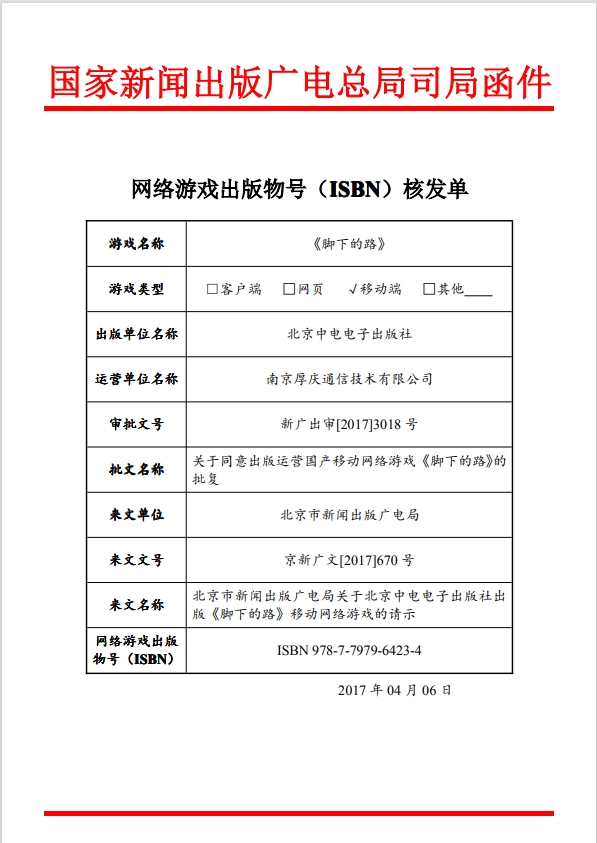 国家新闻出版广电总局司局函件
网络游戏出版物号（ISBN）核发单
游戏名称
《脚下的路》
游戏类型
□客户端 □网页 √移动端 □其他____
出版单位名称
北京中电电子出版社
运营单位名称
南京厚庆通信技术有限公司
审批文号
新广出审[2017]3018 号
批文名称
关于同意出版运营国产移动网络游戏《脚下的路》的
批复
来文单位
北京市新闻出版广电局
来文文号
京新广文[2017]670 号
来文名称
北京市新闻出版广电局关于北京中电电子出版社出
版《脚下的路》移动网络游戏的请示
网络游戏出版
物号（ISBN）
ISBN 978-7-7979-6423-4
2017 年 04 月 06 日